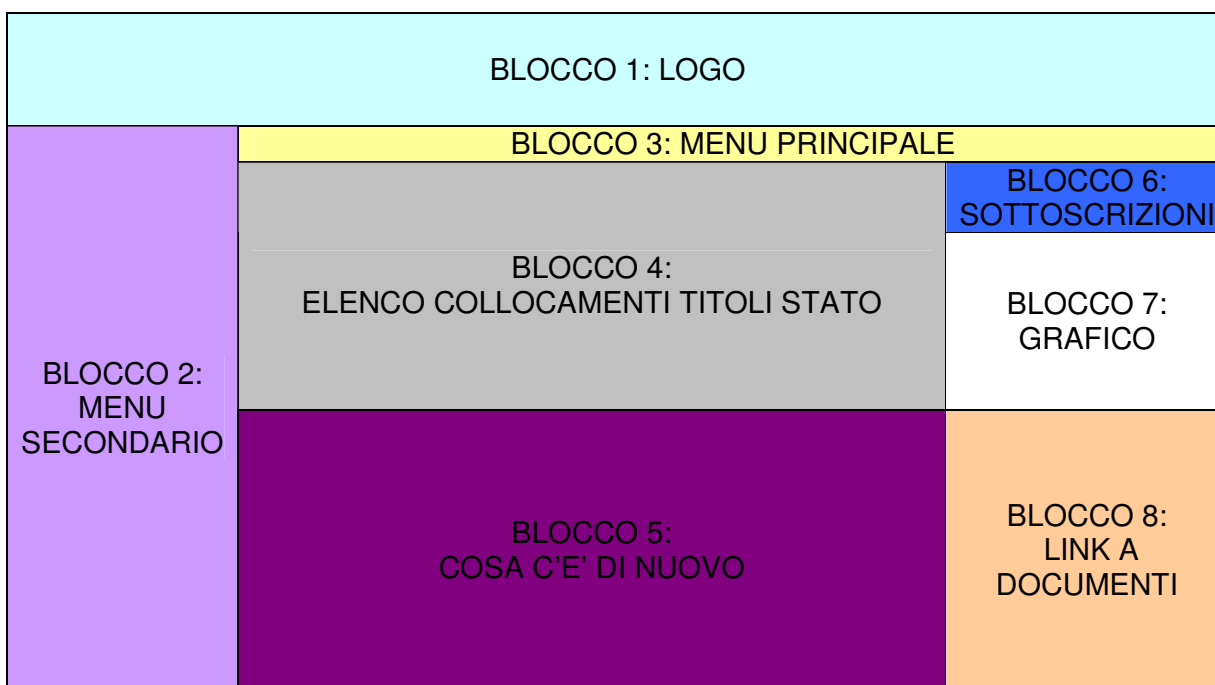 BLOCCO 1: LOGO
BLOCCO 2:
MENU
SECONDARIO
BLOCCO 3: MENU PRINCIPALE
BLOCCO 4:
ELENCO COLLOCAMENTI TITOLI STATO
BLOCCO 5:
COSA C'E' DI NUOVO
BLOCCO 6:
SOTTOSCRIZIONI
BLOCCO 7:
GRAFICO
BLOCCO 8:
LINK A
DOCUMENTI